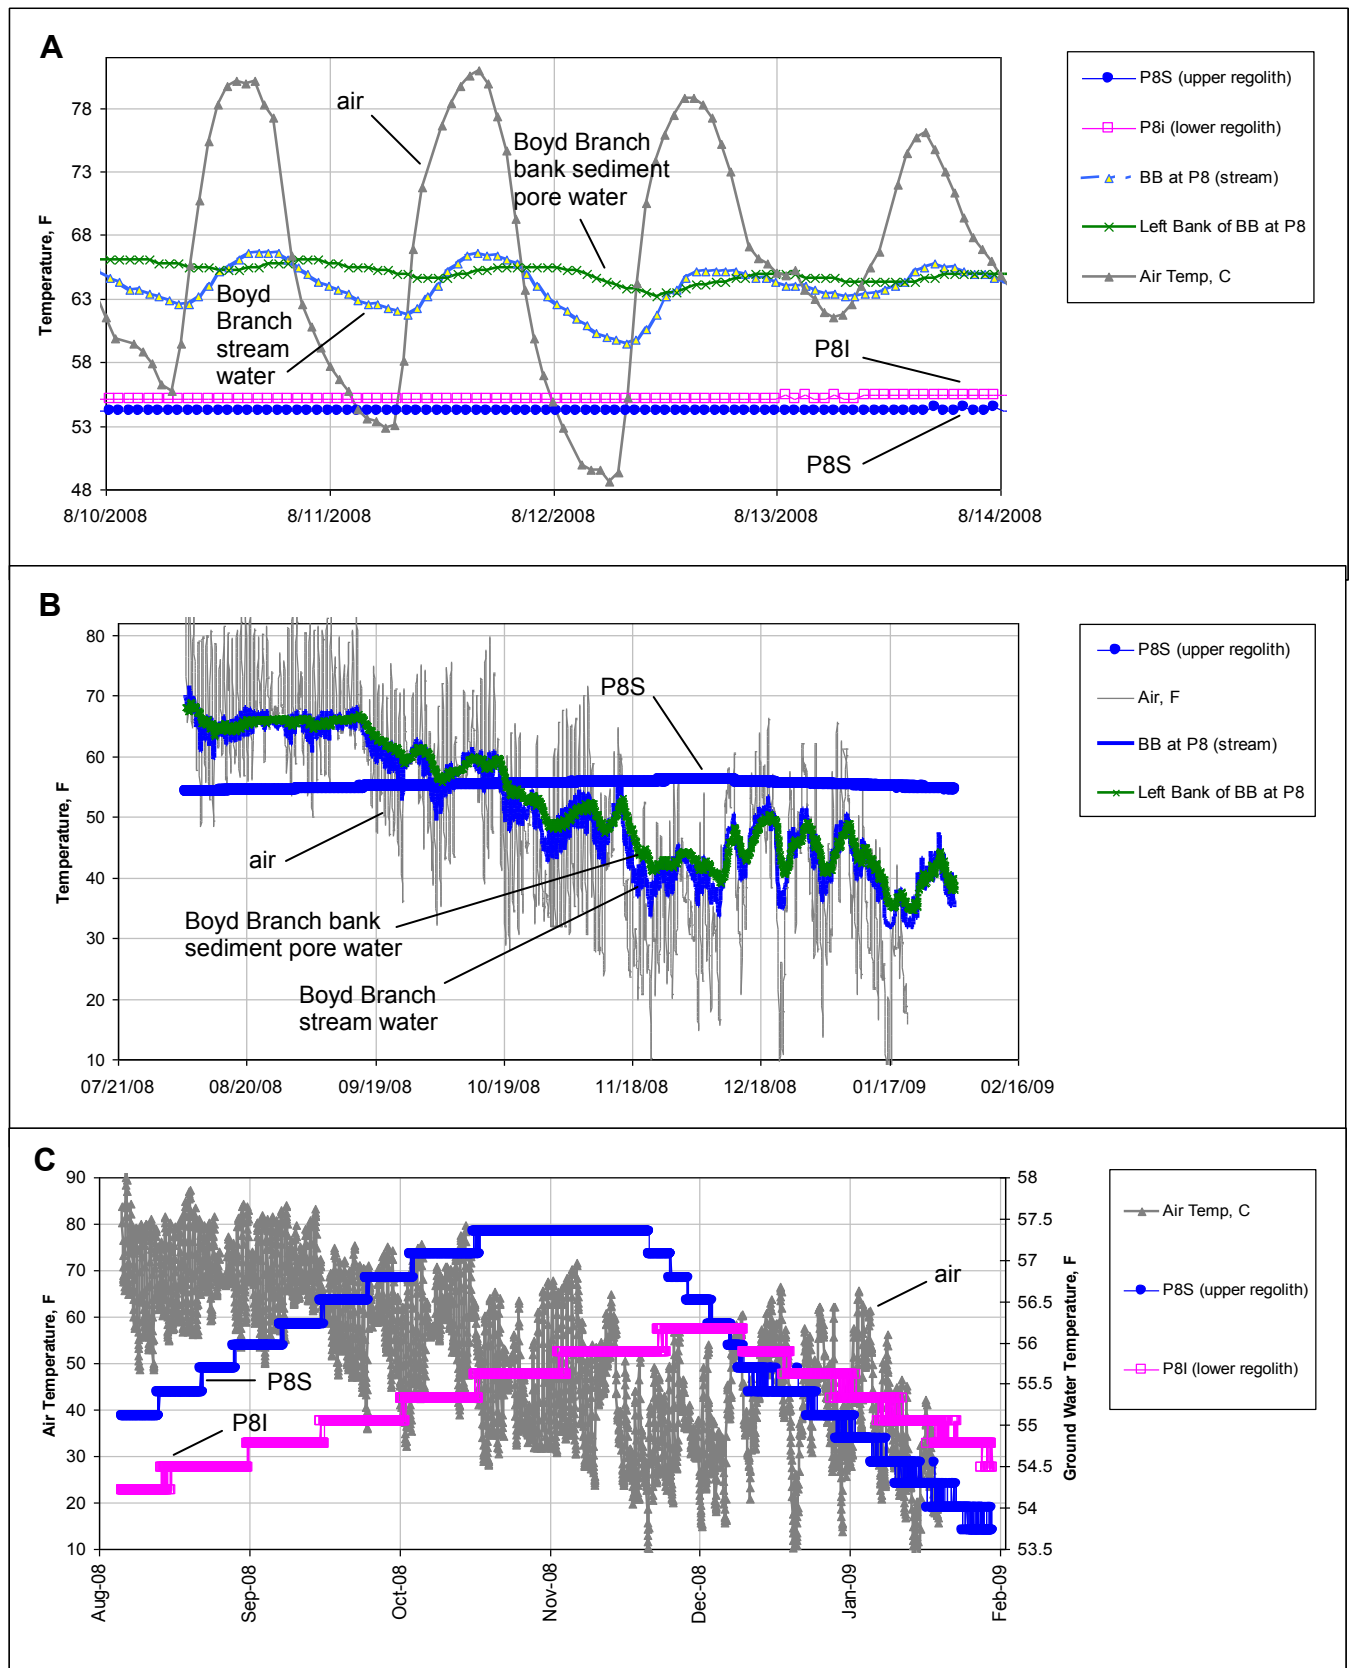 A
78
73
68
63
58
53
48
Temperature, F
8/10/2008
8/11/2008
8/12/2008
8/13/2008
8/14/2008
air
Boyd Branch
bank sediment
pore water
Boyd
Branch
stream
water
P8I
P8S
P8S (upper regolith)
P8i (lower regolith)
BB at P8 (stream)
Left Bank of BB at P8
Air Temp, C
B
80
70
60
50
40
30
20
10
Temperature, F
07/21/08
08/20/08
09/19/08
10/19/08
11/18/08
12/18/08
01/17/09
02/16/09
P8S
air
Boyd Branch bank
sediment pore water
Boyd Branch
stream water
P8S (upper regolith)
Air, F
BB at P8 (stream)
Left Bank of BB at P8
C
90
80
70
60
50
40
30
20
10
Air Temperature, F
58
57.5
57
56.5
56
55.5
55
54.5
54
53.5
Ground Water Temperature, F
Aug-08
Sep-08
Oct-08
Nov-08
Dec-08
Jan-09
Feb-09
air
P8S
P8I
Air Temp, C
P8S (upper regolith)
P8I (lower regolith)